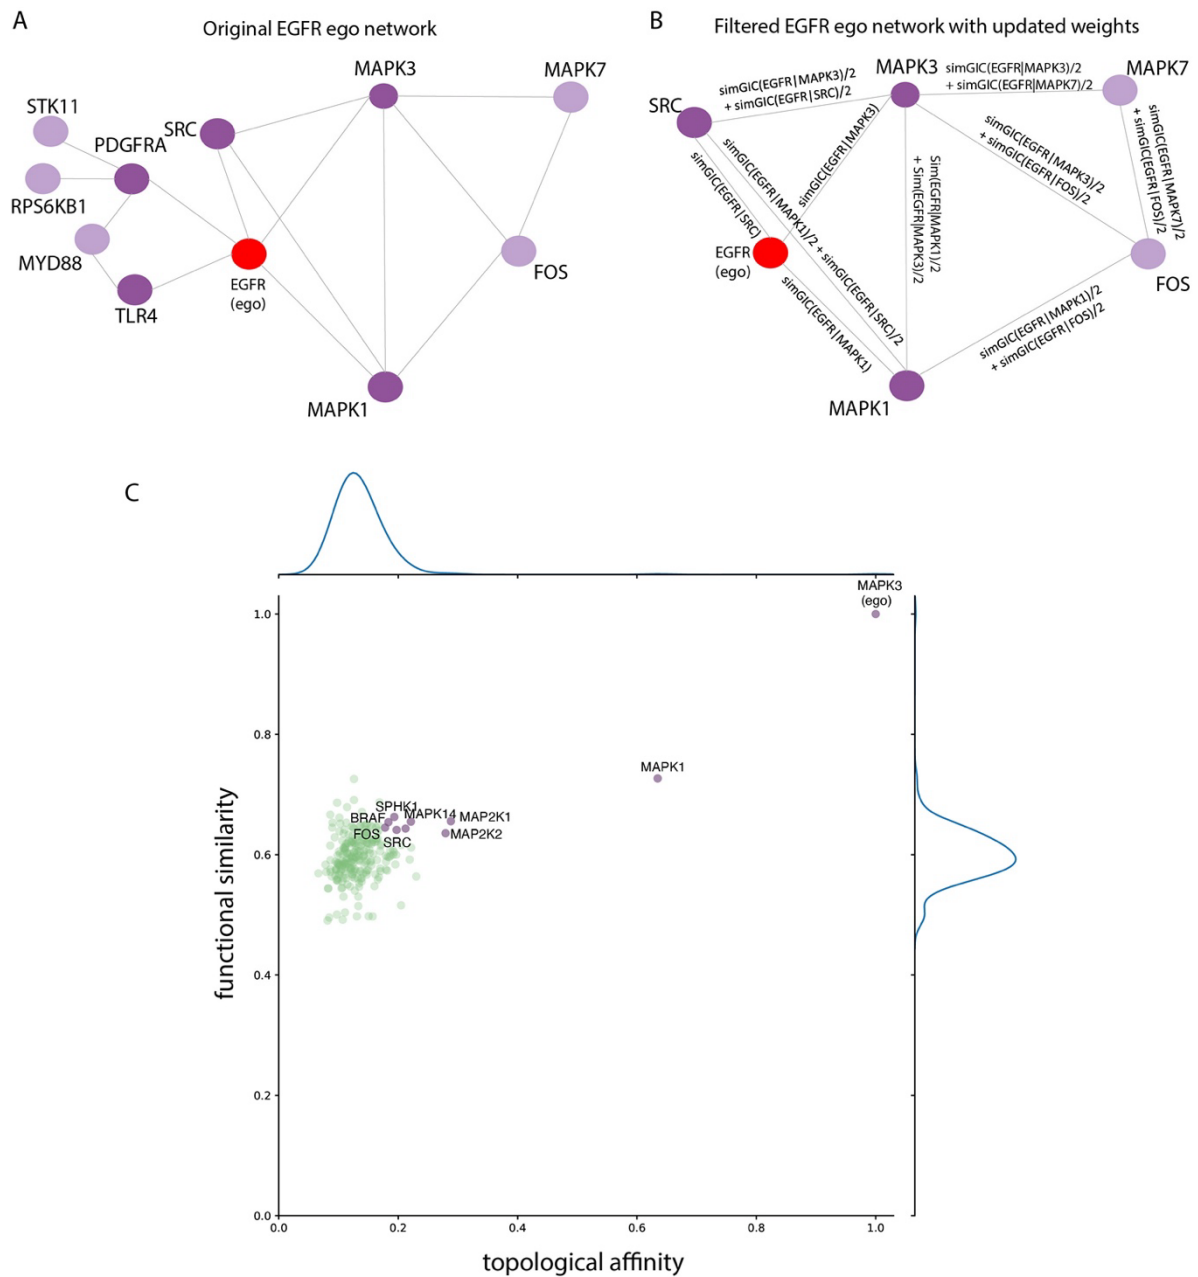 A
Original EGFR ego network
MAPK3
MAPK7
STK11
SRC
PDGFRA
RPS6KB1
MYD88
TLR4
EGFR
(ego)
FOS
MAPK1
B
Filtered EGFR ego network with updated weights
MAPK3
MAPK7
SRC
simGIC(EGFR|MAPK3)/2
+ simGIC(EGFR|SRC)/2
simGIC(EGFR|MAPK3)/2
+ simGIC(EGFR|MAPK7)/2
simGIC(EGFR|MAPK3)
simGIC(EGFR|SRC)
simGIC(EGFR|MAPK1)/2 + simGIC(EGFR|SRC)/2
Sim(EGFR|MAPK1)/2
+ Sim(EGFR|MAPK3)/2
simGIC(EGFR|MAPK3)/2
+ simGIC(EGFR|FOS)/2
simGIC(EGFR|MAPK7)/2
+ simGIC(EGFR|FOS)/2
EGFR
(ego)
FOS
simGIC(EGFR|MAPK1)
simGIC(EGFR|MAPK1)/2
+ simGIC(EGFR|FOS)/2
MAPK1
C
MAPK3
(ego)
MAPK1
SPHK1
BRAF
MAPK14
MAP2K1
FOS
SRC
MAP2K2
functional similarity
1.0
0.8
0.6
0.4
0.2
0.0
0.0
0.2
0.4
0.6
0.8
1.0
topological affinity